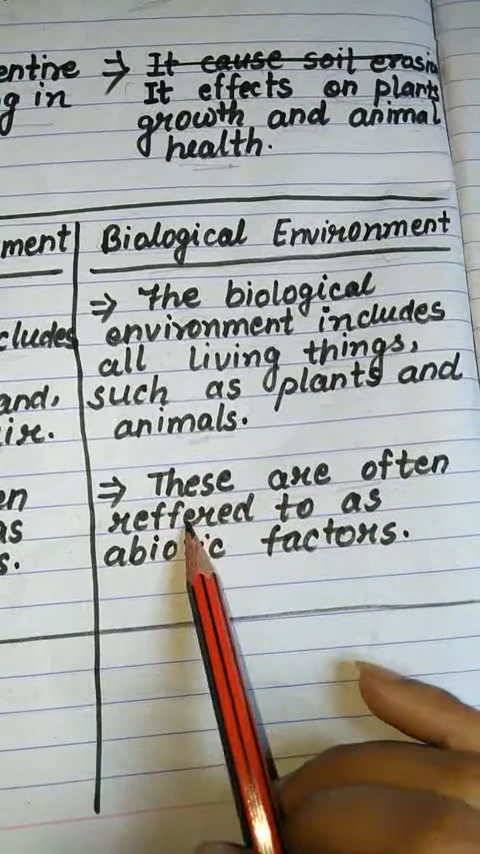 entire ⇒ It cause soil erosio
g in It effects on plants
growth and animal
health.
ment Biological Environment
⇒ The biological
cludes environment includes
all living things,
and, such as plants and
ir. animals.
en ⇒ These are often
as reffered to as
s. abiotic factors.